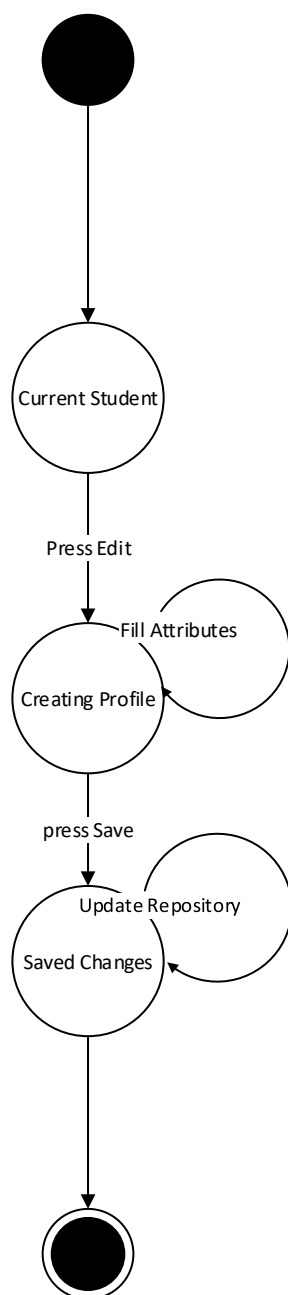 Current Student
Press Edit
Fill Attributes
Creating Profile
press Save
Update Repository
Saved Changes